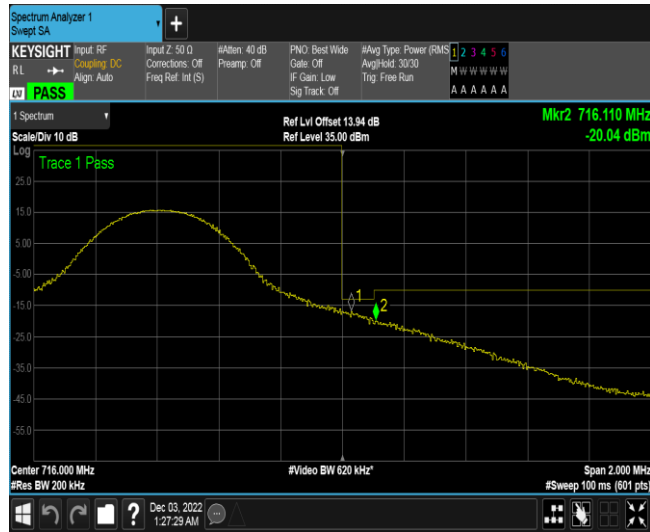 Spectrum Analyzer 1
Swept SA
KEYSIGHT
RL
LXI
PASS
Input: RF
Coupling: DC
Align: Auto
Input Z: 50 Ω
Corrections: Off
Freq Ref: Int (S)
#Atten: 40 dB
Preamp: Off
PNO: Best Wide
Gate: Off
IF Gain: Low
Sig Track: Off
#Avg Type: Power (RMS
Avg|Hold: 30/30
Trig: Free Run
1 2 3 4 5 6
M W W W W W
A A A A A A
1 Spectrum
Scale/Div 10 dB
Ref Lvl Offset 13.94 dB
Ref Level 35.00 dBm
Mkr2 716.110 MHz
-20.04 dBm
Log
Trace 1 Pass
25.0
15.0
5.00
-5.00
-15.0
-25.0
-35.0
-45.0
-55.0
1
2
Center 716.000 MHz
#Res BW 200 kHz
#Video BW 620 kHz*
Span 2.000 MHz
#Sweep 100 ms (601 pts)
?
Dec 03, 2022
1:27:29 AM